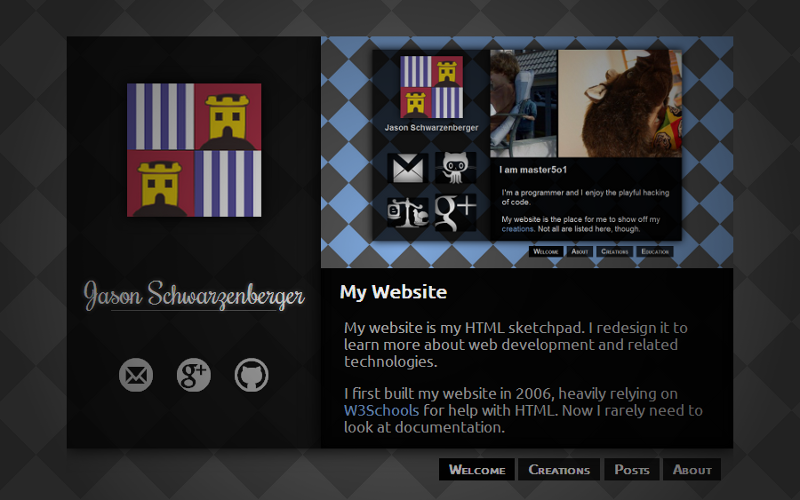 Jason Schwarzenberger
g+
Jason Schwarzenberger
g+
I am master5o1
I'm a programmer and I enjoy the playful hacking
of code.
My website is the place for me to show off my
creations. Not all are listed here, though.
Welcome
About
Creations
Education
My Website
My website is my HTML sketchpad. I redesign it to
learn more about web development and related
technologies.
I first built my website in 2006, heavily relying on
W3Schools for help with HTML. Now I rarely need to
look at documentation.
Welcome
Creations
Posts
About